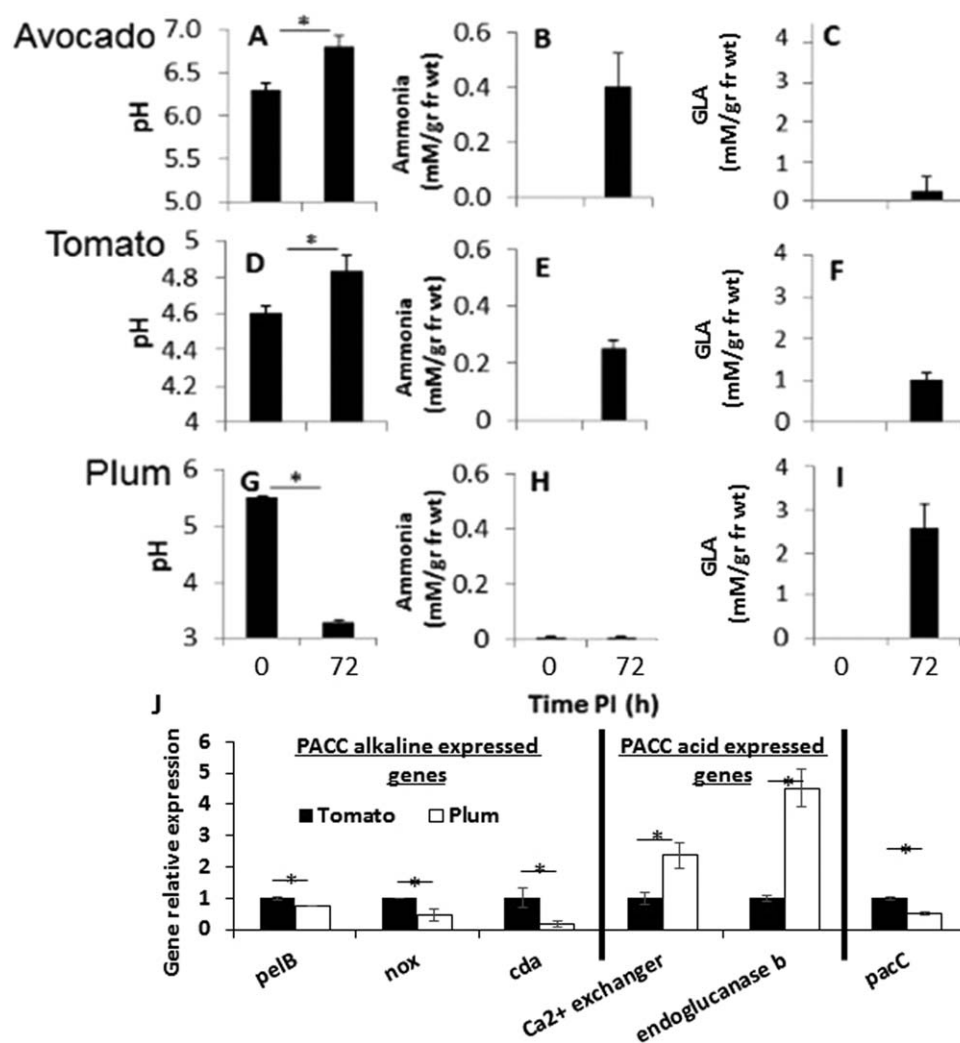 Avocado
A
*
pH
7.0
6.5
6.0
5.5
5.0
B
Ammonia
(mM/gr fr wt)
0.6
0.4
0.2
0.0
C
GLA
(mM/gr fr wt)
4
3
2
1
0
Tomato
D
*
pH
5
4.8
4.6
4.4
4.2
4
E
Ammonia
(mM/gr fr wt)
0.6
0.4
0.2
0
F
GLA
(mM/gr fr wt)
4
3
2
1
0
Plum
G
*
pH
6
5
4
3
0 72
H
Ammonia
(mM/gr fr wt)
0.6
0.4
0.2
0
0 72
I
GLA
(mM/gr fr wt)
4
3
2
1
0
0 72
Time PI (h)
J
Gene relative expression
6
5
4
3
2
1
0
PACC alkaline expressed
genes
Tomato Plum
PACC acid expressed
genes
* * * * * *
pelB nox cda Ca2+ exchanger endoglucanase b pacC